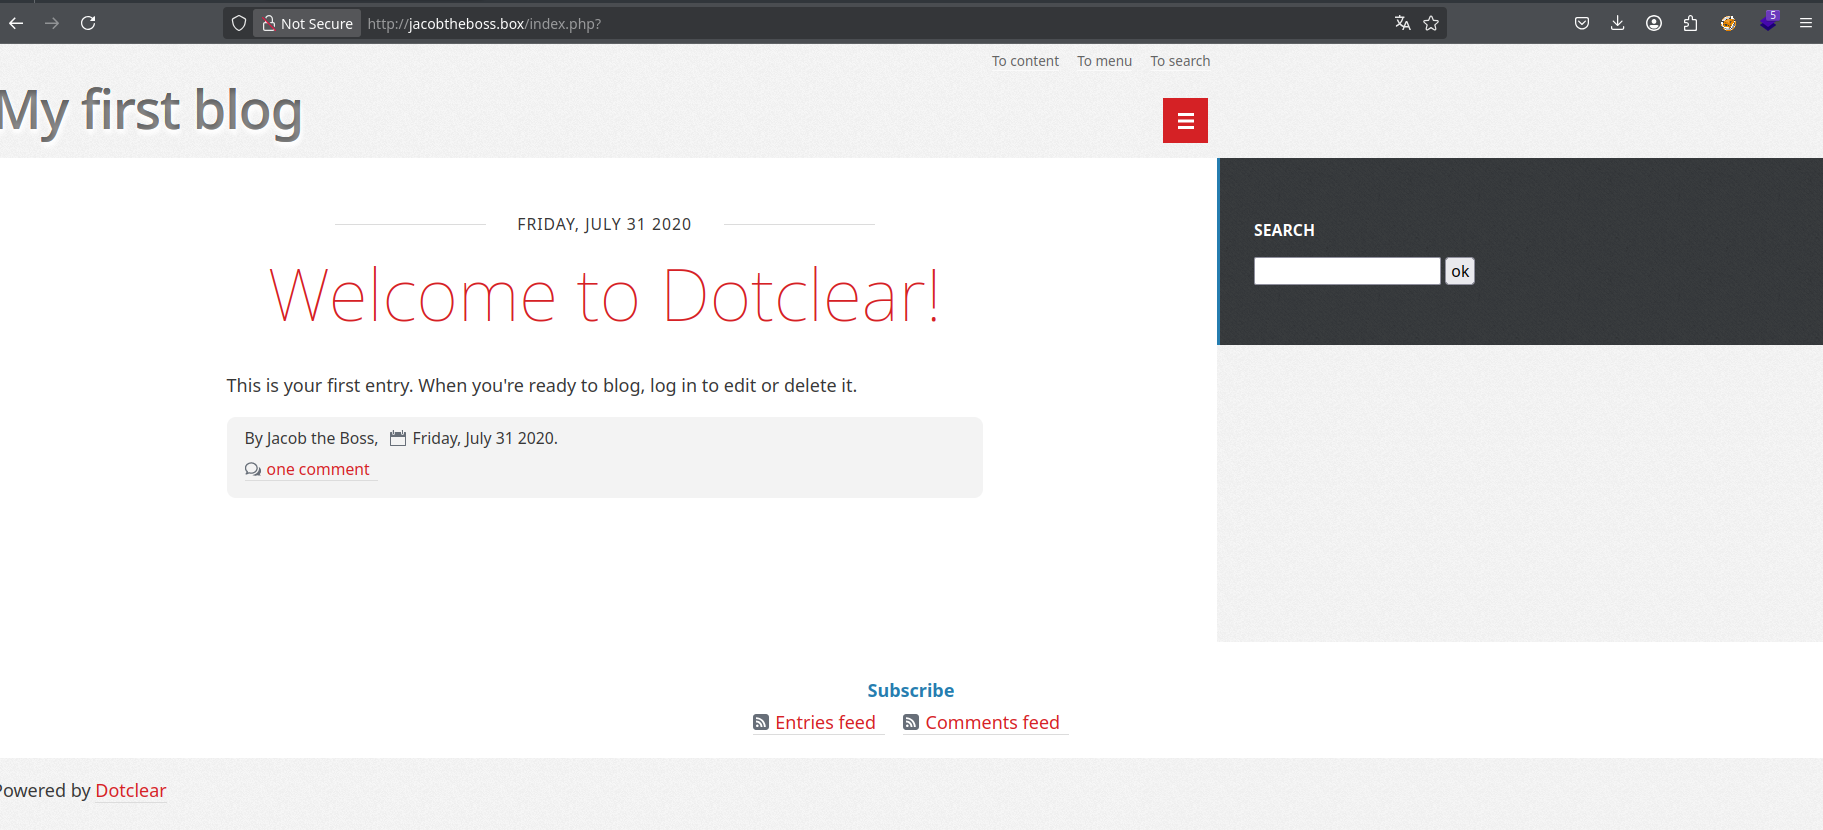 Not Secure http://jacobtheboss.box/index.php?
5
To content To menu To search
My first blog
FRIDAY, JULY 31 2020
Welcome to Dotclear!
This is your first entry. When you're ready to blog, log in to edit or delete it.
By Jacob the Boss, Friday, July 31 2020.
one comment
SEARCH
ok
Subscribe
Entries feed Comments feed
Powered by Dotclear